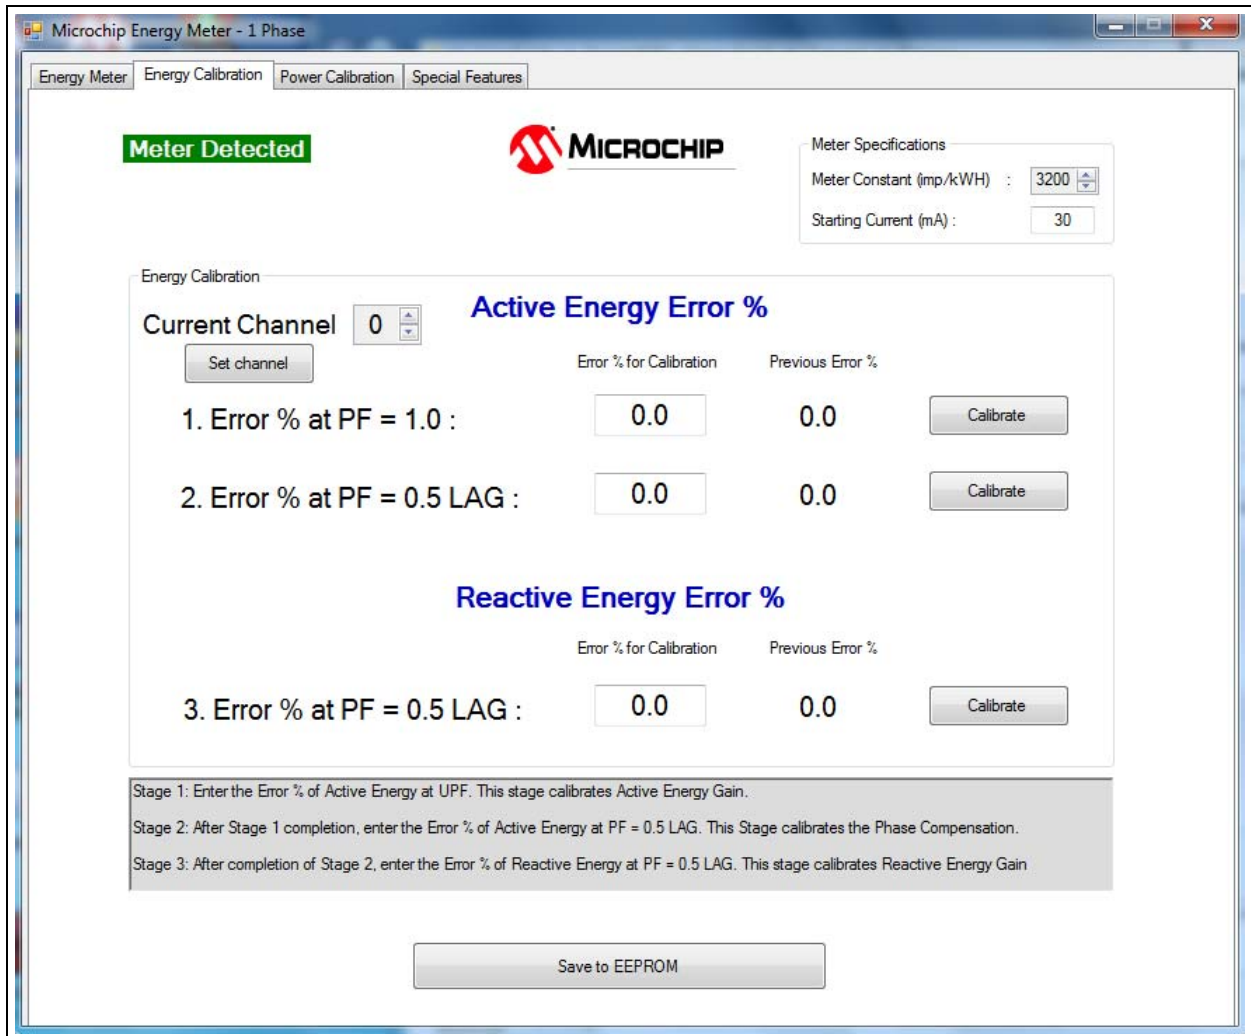 Microchip Energy Meter - 1 Phase
Energy Meter Energy Calibration Power Calibration Special Features
Meter Detected
MICROCHIP
Meter Specifications
Meter Constant (imp/kWH) : 3200
Starting Current (mA) : 30
Energy Calibration
Active Energy Error %
Current Channel 0
Set channel
Error % for Calibration Previous Error %
1. Error % at PF = 1.0 : 0.0 0.0 Calibrate
2. Error % at PF = 0.5 LAG : 0.0 0.0 Calibrate
Reactive Energy Error %
Error % for Calibration Previous Error %
3. Error % at PF = 0.5 LAG : 0.0 0.0 Calibrate
Stage 1: Enter the Error % of Active Energy at UPF. This stage calibrates Active Energy Gain.
Stage 2: After Stage 1 completion, enter the Error % of Active Energy at PF = 0.5 LAG. This Stage calibrates the Phase Compensation.
Stage 3: After completion of Stage 2, enter the Error % of Reactive Energy at PF = 0.5 LAG. This stage calibrates Reactive Energy Gain
Save to EEPROM